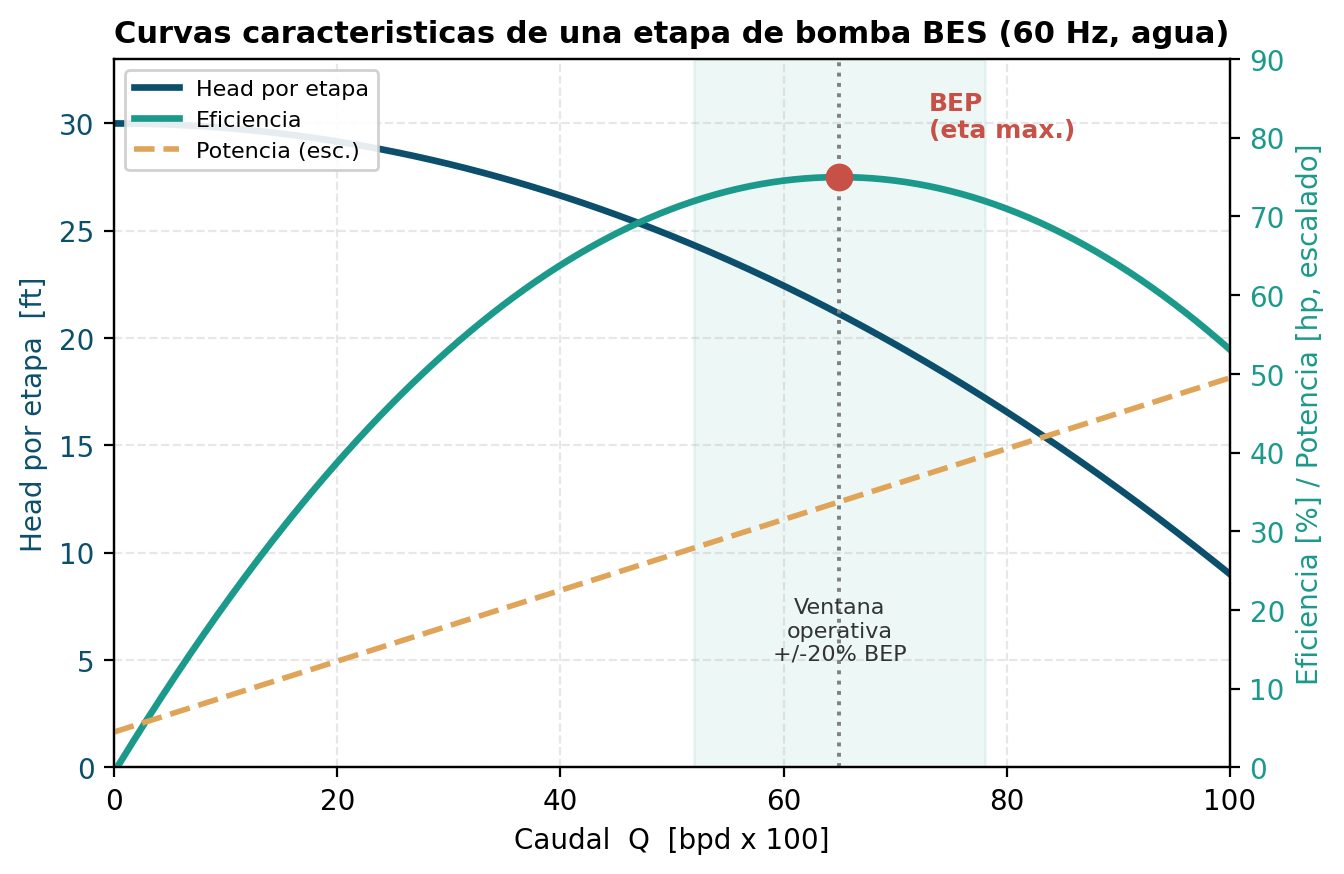 Curvas caracteristicas de una etapa de bomba BES (60 Hz, agua)
Head por etapa
Eficiencia
Potencia (esc.)
BEP
(eta max.)
Ventana
operativa
+/-20% BEP
Head por etapa  [ft]
30
25
20
15
10
5
0
0
20
40
60
80
100
Caudal  Q  [bpd x 100]
90
80
70
60
50
40
30
20
10
0
Eficiencia [%] / Potencia [hp, escalado]